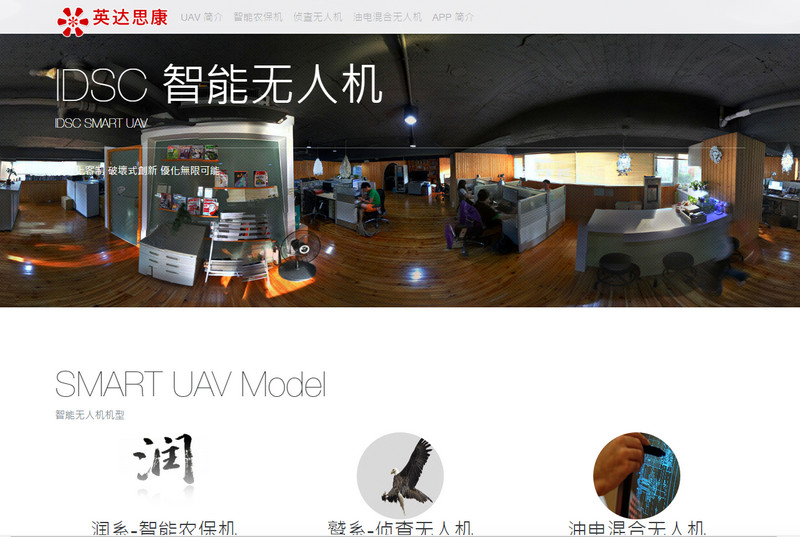 英达思康
UAV 简介 智能农保机 侦查无人机 油电混合无人机 APP 简介
IDSC 智能无人机
IDSC SMART UAV
客制 破壞式創新 優化無限可能
SMART UAV Model
智能无人机机型
润
润系-智能农保机 鹫系-侦查无人机 油电混合无人机